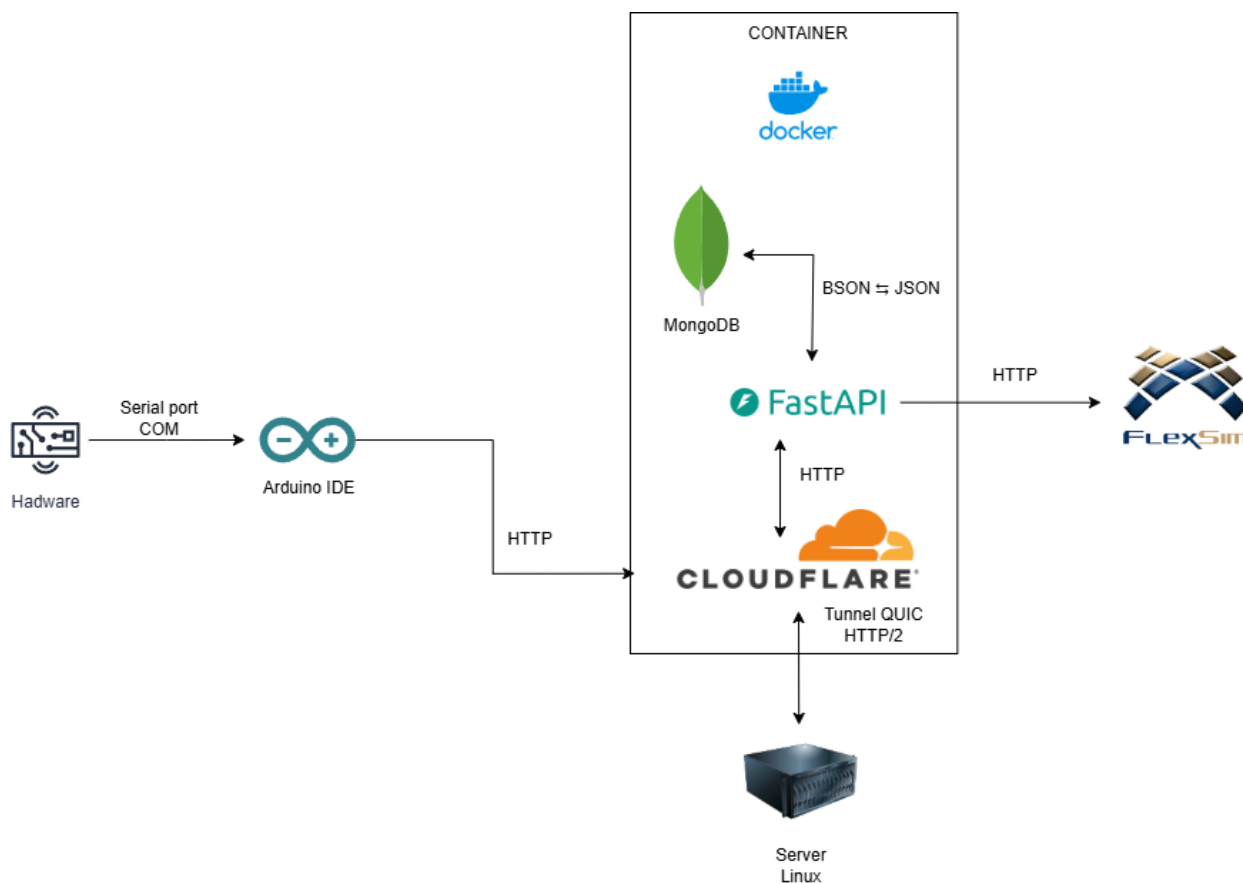 CONTAINER
docker
MongoDB
BSON ⇆ JSON
FastAPI
HTTP
FLEXSIM
Serial port
COM
Hadware
Arduino IDE
HTTP
HTTP
CLOUDFLARE®
Tunnel QUIC
HTTP/2
Server
Linux